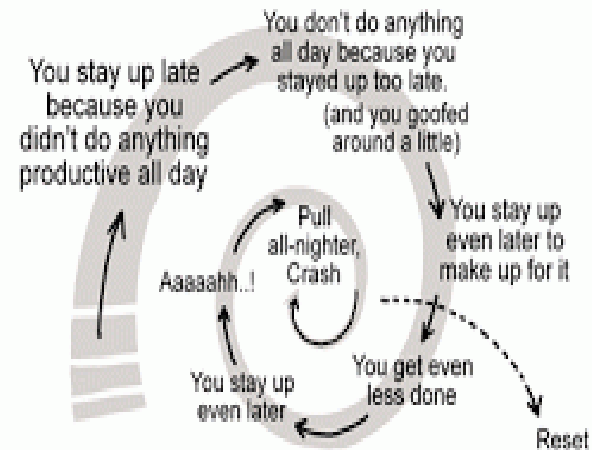 You stay up late
because you
didn't do anything
productive all day
You don't do anything
all day because you
stayed up too late.
(and you goofed
around a little)
You stay up
even later to
make up for it
You get even
less done
You stay up
even later
Aaaaahh..!
Pull
all-nighter,
Crash
Reset